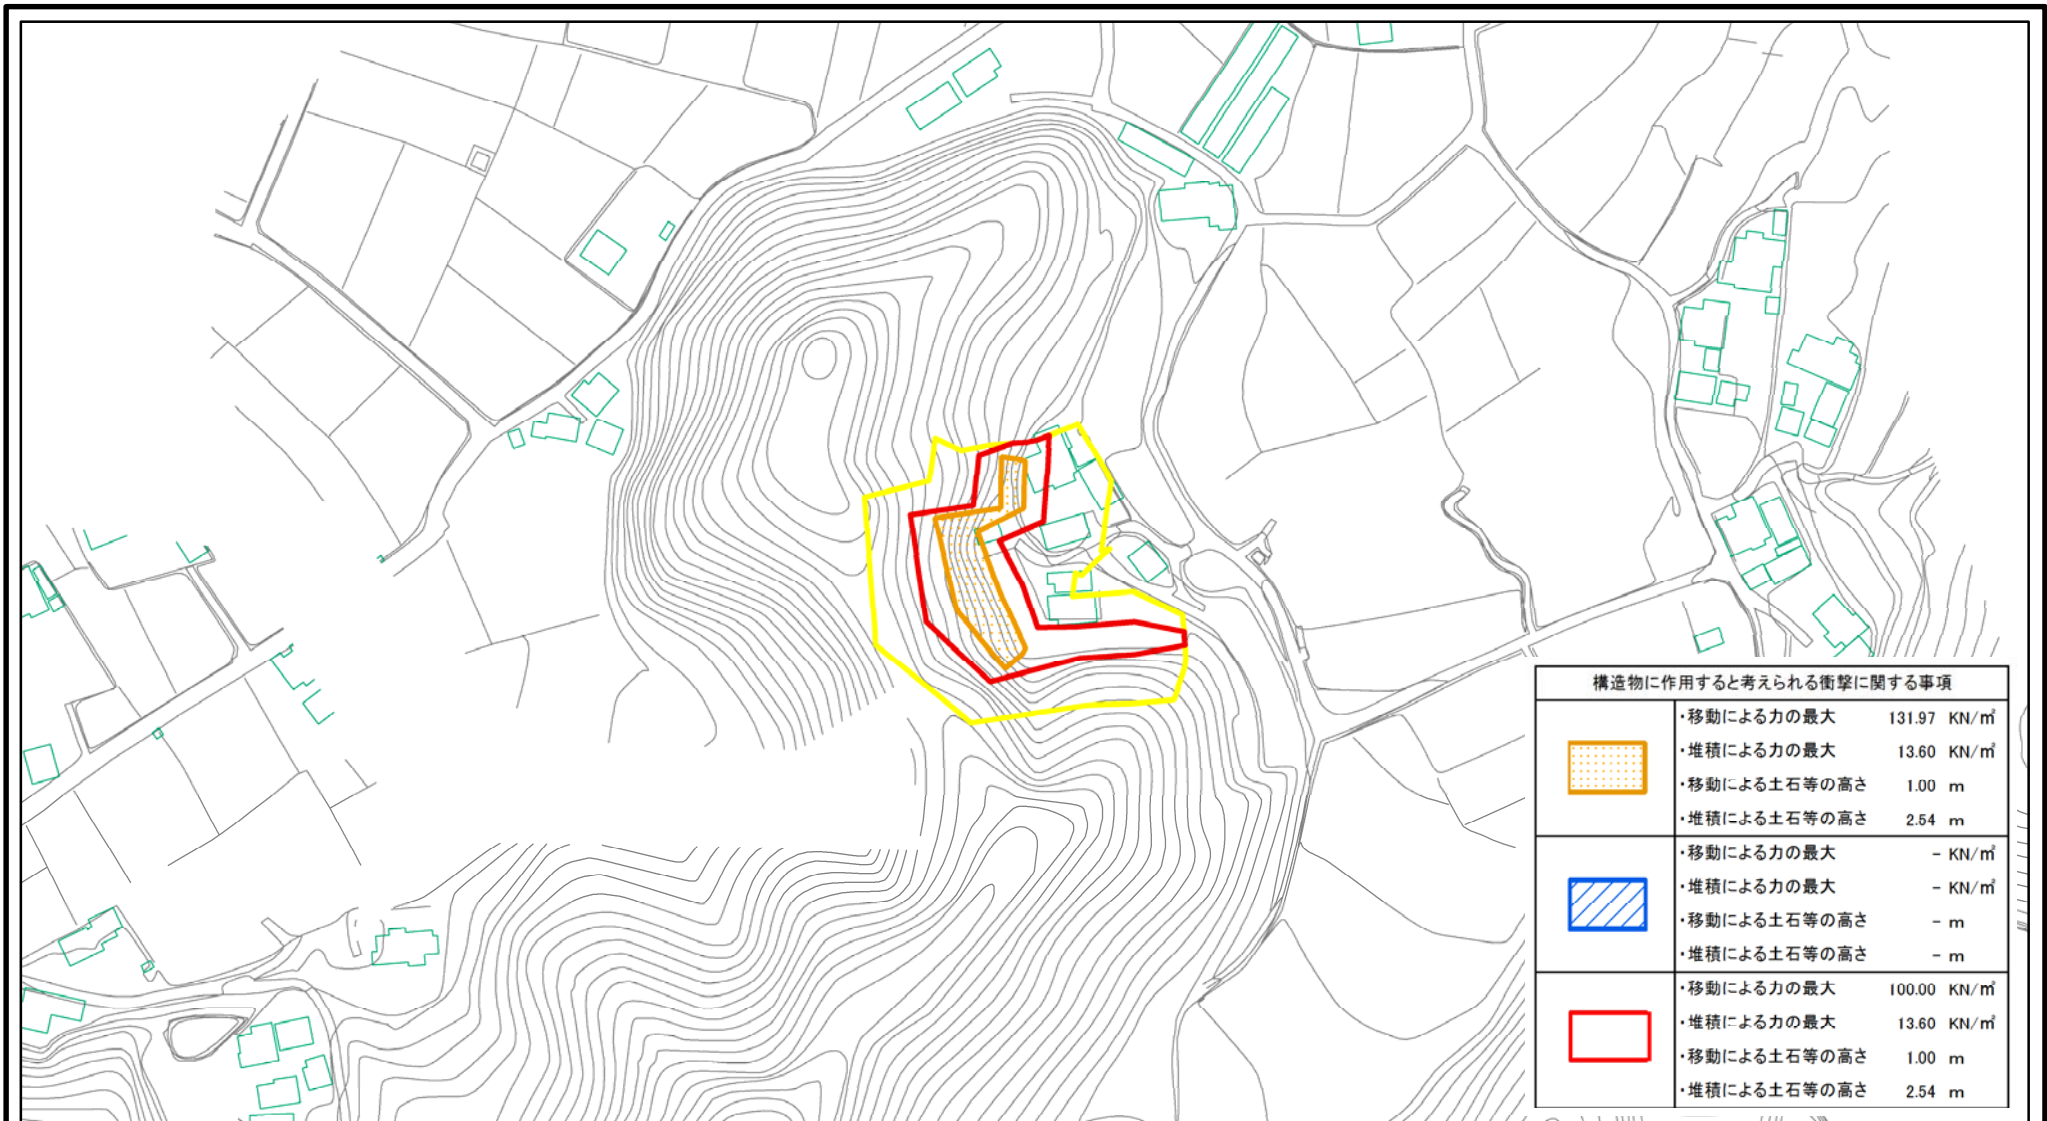 構造物に作用すると考えられる衝撃に関する事項
・移動による力の最大 131.97 KN/㎡
・堆積による力の最大 13.60 KN/㎡
・移動による土石等の高さ 1.00 m
・堆積による土石等の高さ 2.54 m
・移動による力の最大 - KN/㎡
・堆積による力の最大 - KN/㎡
・移動による土石等の高さ - m
・堆積による土石等の高さ - m
・移動による力の最大 100.00 KN/㎡
・堆積による力の最大 13.60 KN/㎡
・移動による土石等の高さ 1.00 m
・堆積による土石等の高さ 2.54 m